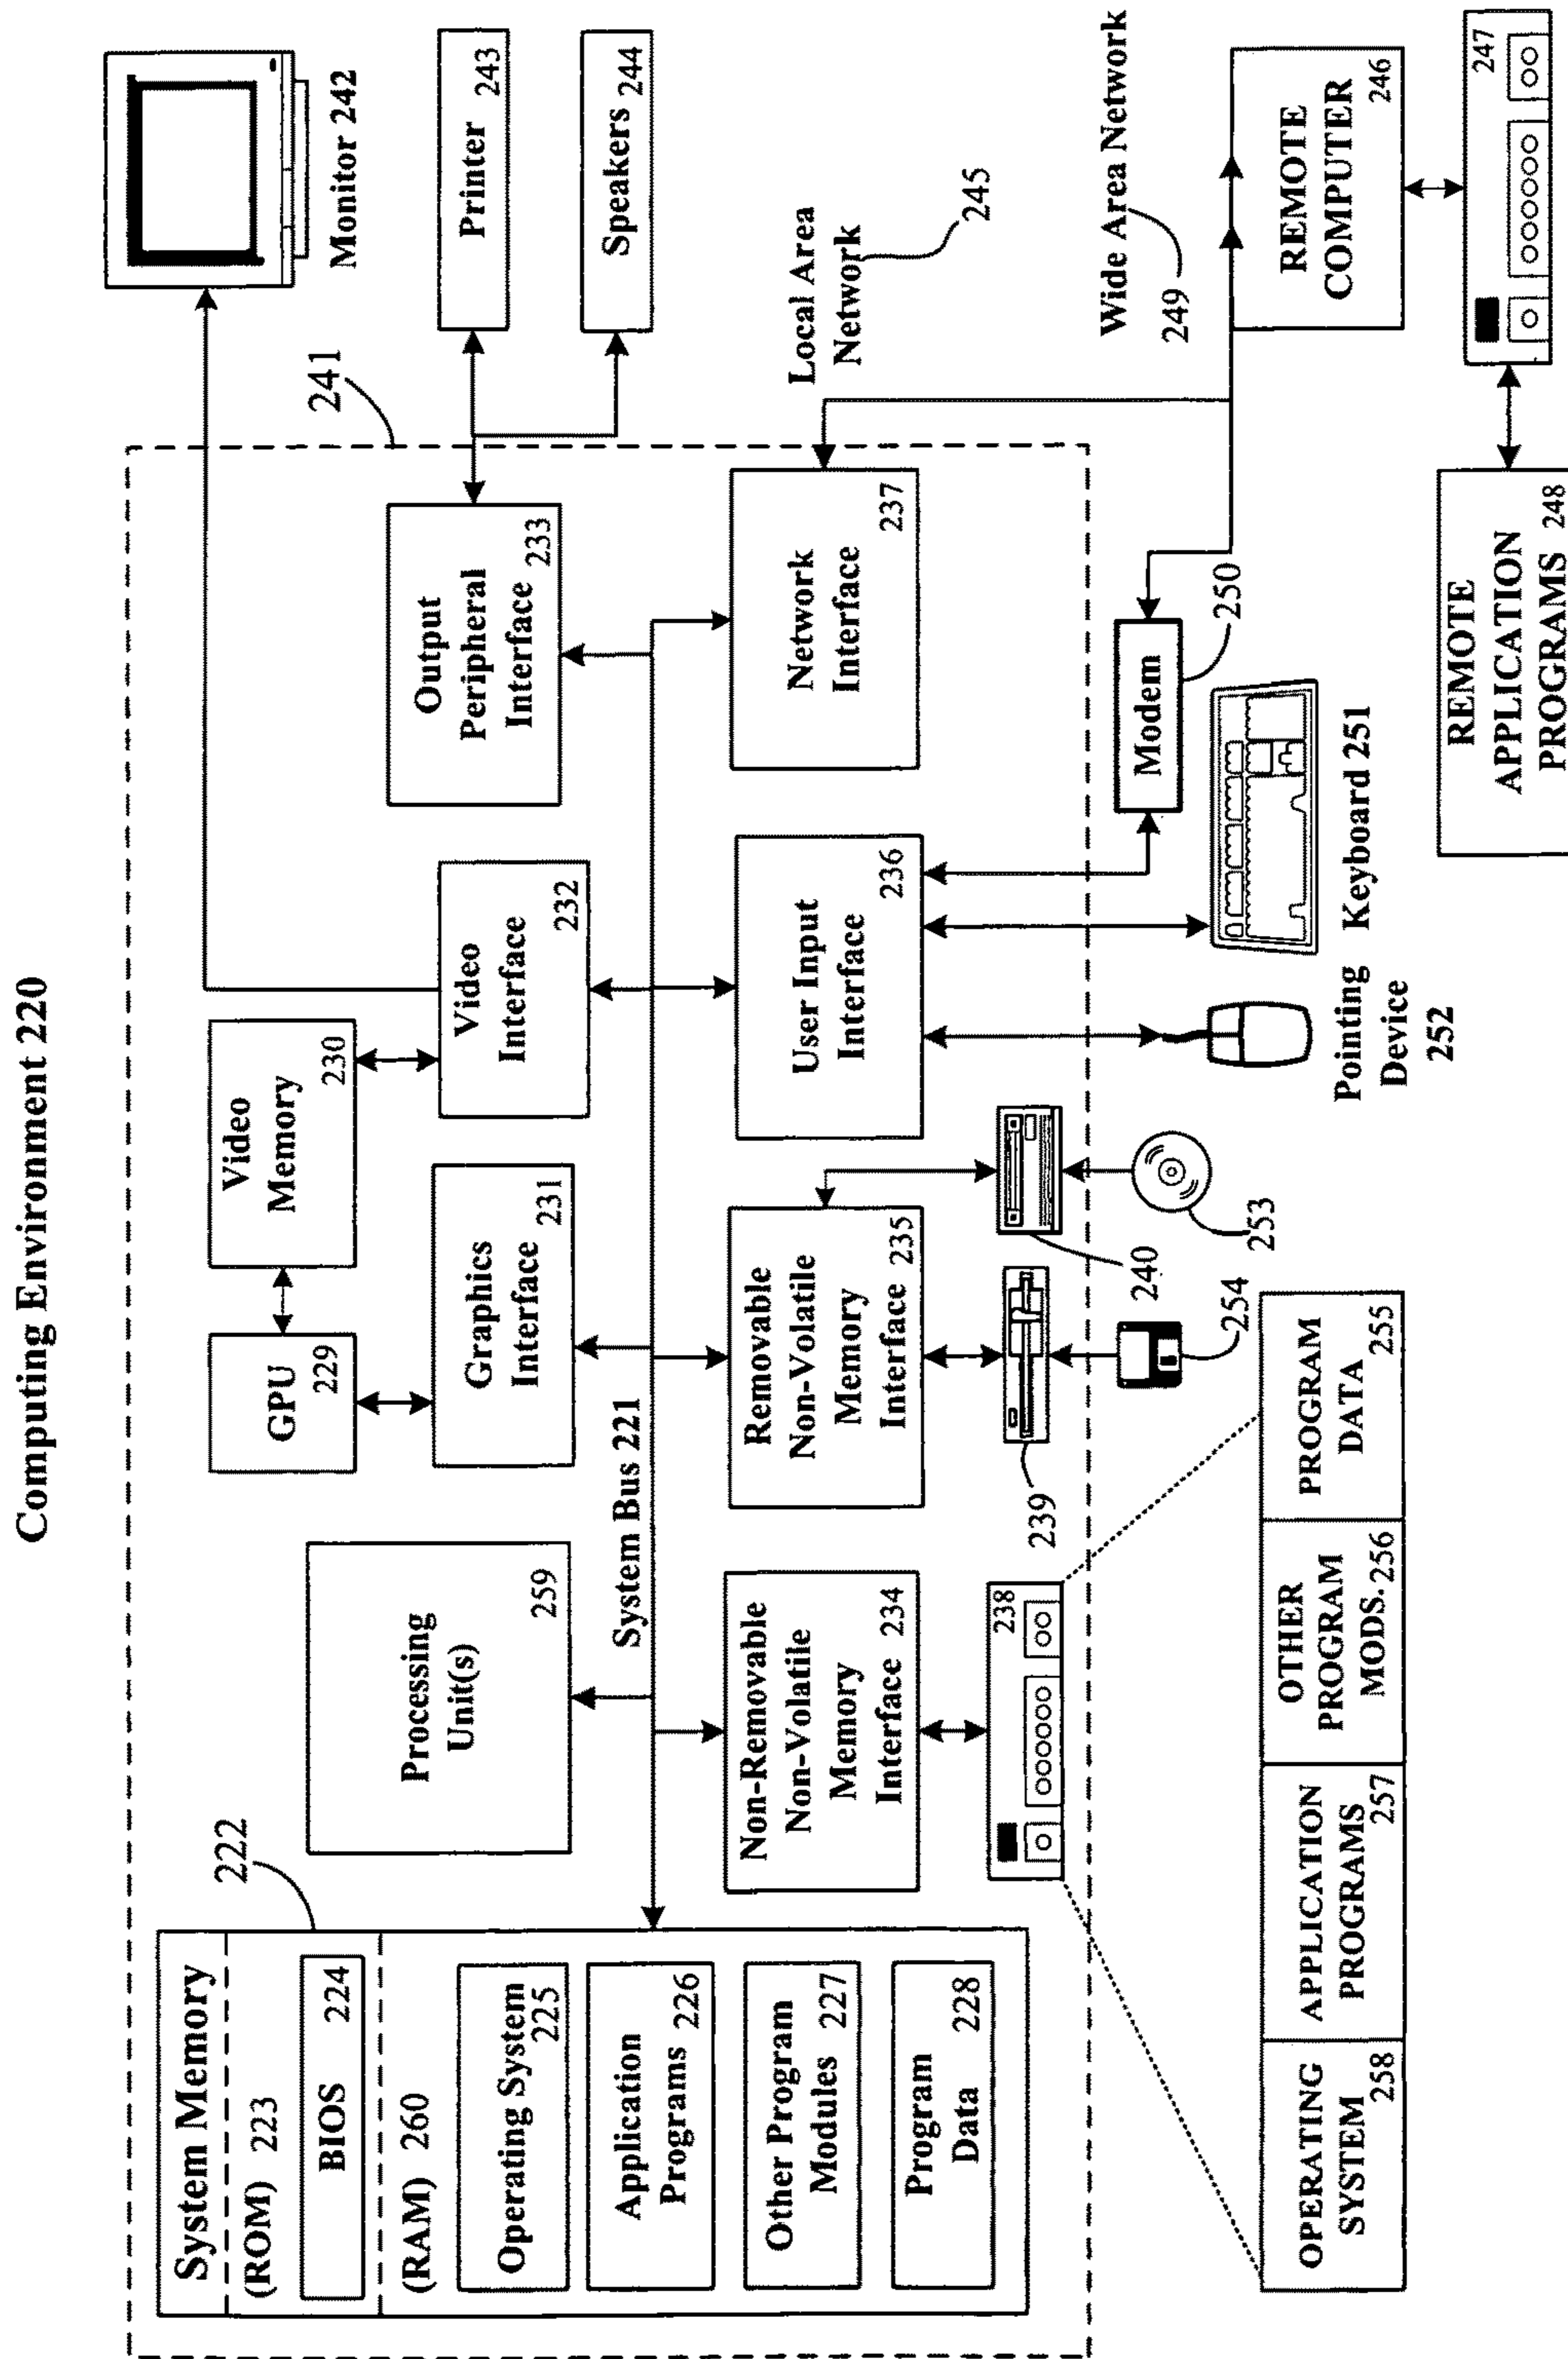 Computing Environment 220
222
System Memory
(ROM) 223
BIOS 224
(RAM) 260
Operating System
225
Application
Programs 226
Other Program
Modules 227
Program
Data 228
Processing
Unit(s)
259
System Bus 221
GPU
229
Video
Memory
230
Graphics
Interface
231
Video
Interface
232
Output
Peripheral
Interface 233
241
Monitor 242
Printer 243
Speakers 244
Non-Removable
Non-Volatile
Memory
Interface 234
Removable
Non-Volatile
Memory
Interface 235
User Input
Interface
236
Network
Interface
237
Local Area
Network
245
Wide Area Network
249
238
239
240
254
253
Pointing
Device
252
Keyboard 251
Modem
250
REMOTE
COMPUTER
246
247
REMOTE
APPLICATION
PROGRAMS 248
OPERATING
SYSTEM 258
APPLICATION
PROGRAMS
257
OTHER
PROGRAM
MODS. 256
PROGRAM
DATA 255